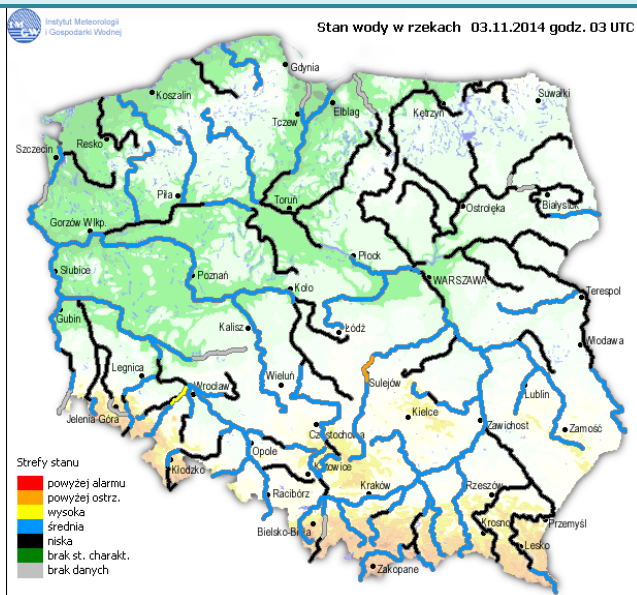 IMGW
Instytut Meteorologii
i Gospodarki Wodnej
Stan wody w rzekach 03.11.2014 godz. 03 UTC
Gdynia
Koszalin
Suwałki
Elbląg
Kętrzyn
Tczew
Resko
Szczecin
Piła
Białystok
Toruń
Ostrołęka
Gorzów Wlkp.
Płock
Słubice
Poznań
WARSZAWA
Koło
Terespol
Gubin
Kalisz
Łódź
Włodawa
Legnica
Wrocław
Wieluń
Sulejów
Lublin
Jelenia Góra
Kielce
Częstochowa
Zawichost
Zamość
Opole
Kłodzko
Katowice
Racibórz
Kraków
Rzeszów
Bielsko-Biała
Krosno
Przemyśl
Lesko
Zakopane
Strefy stanu
powyżej alarmu
powyżej ostrz.
wysoka
średnia
niska
brak st. charakt.
brak danych